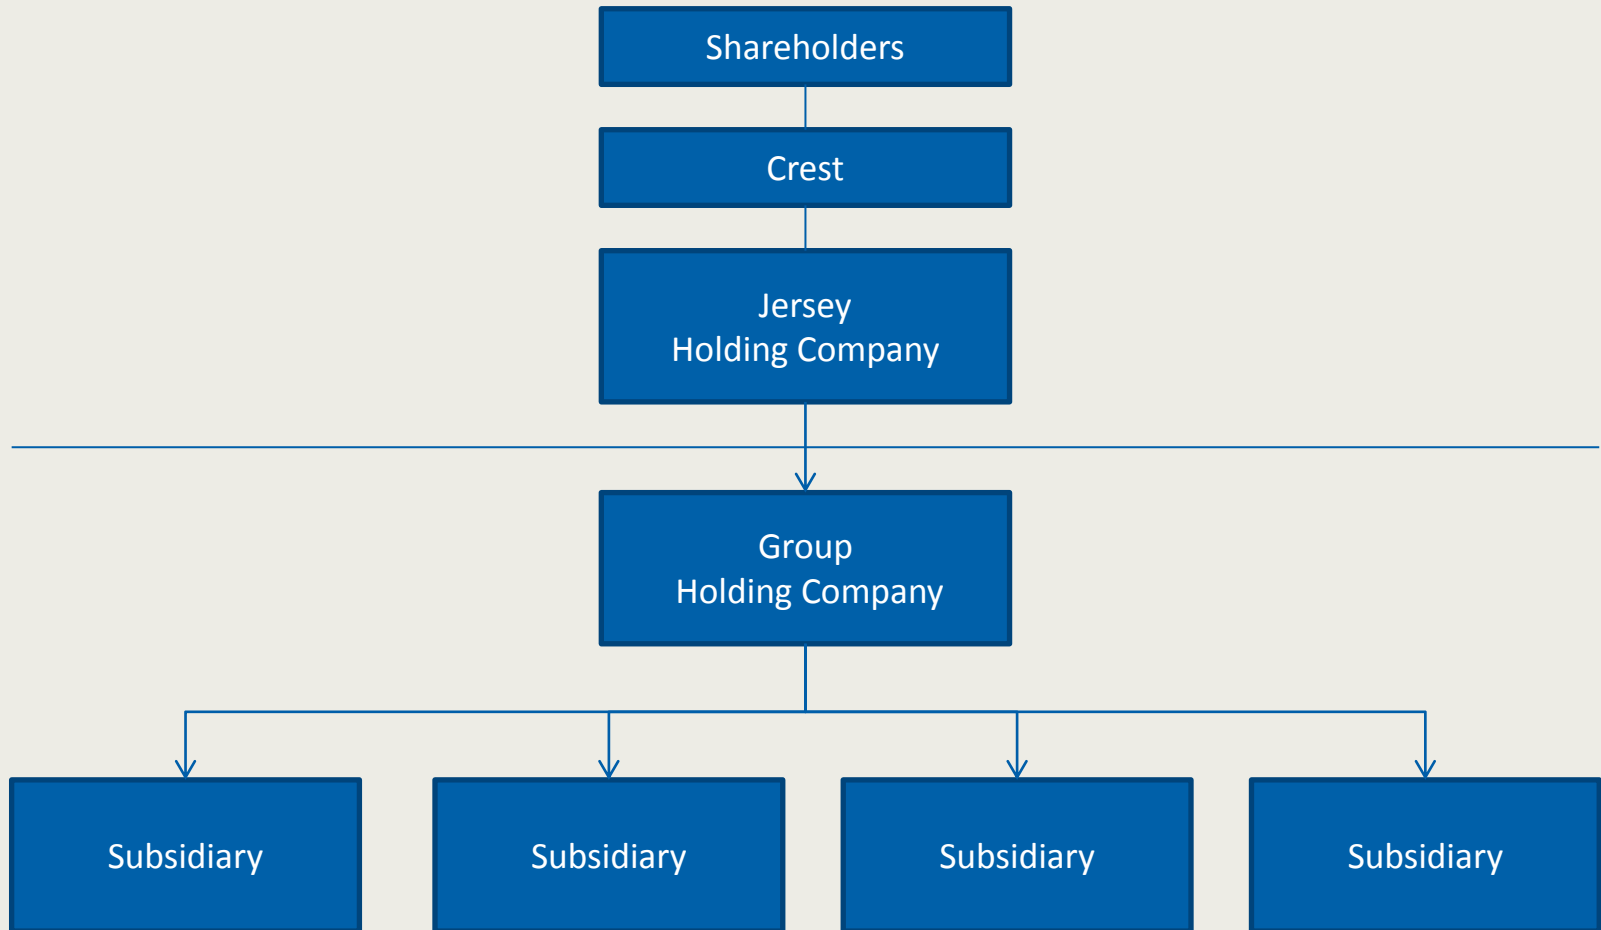 Shareholders
Crest
Jersey
Holding Company
Group
Holding Company
Subsidiary
Subsidiary
Subsidiary
Subsidiary